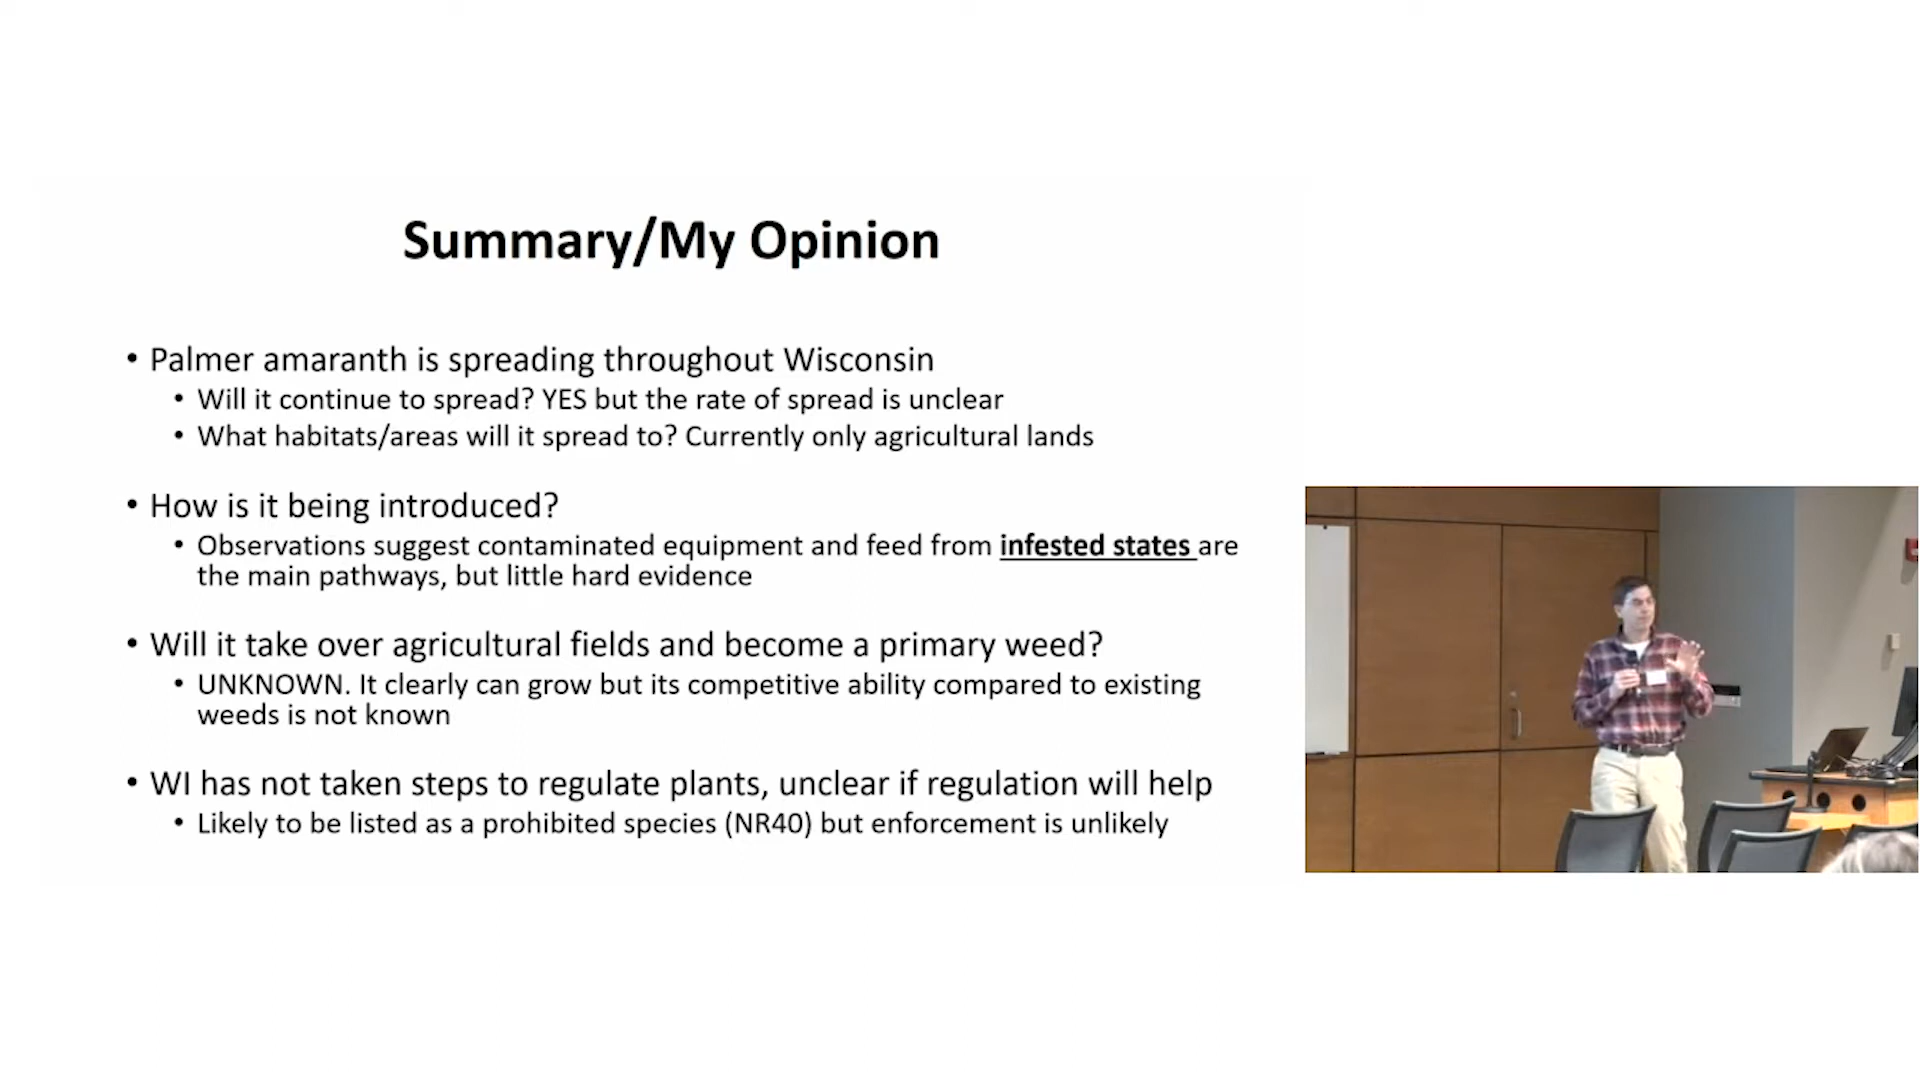 Summary/My Opinion
• Palmer amaranth is spreading throughout Wisconsin
• Will it continue to spread? YES but the rate of spread is unclear
• What habitats/areas will it spread to? Currently only agricultural lands
• How is it being introduced?
• Observations suggest contaminated equipment and feed from infested states are
the main pathways, but little hard evidence
• Will it take over agricultural fields and become a primary weed?
• UNKNOWN. It clearly can grow but its competitive ability compared to existing
weeds is not known
• WI has not taken steps to regulate plants, unclear if regulation will help
• Likely to be listed as a prohibited species (NR40) but enforcement is unlikely